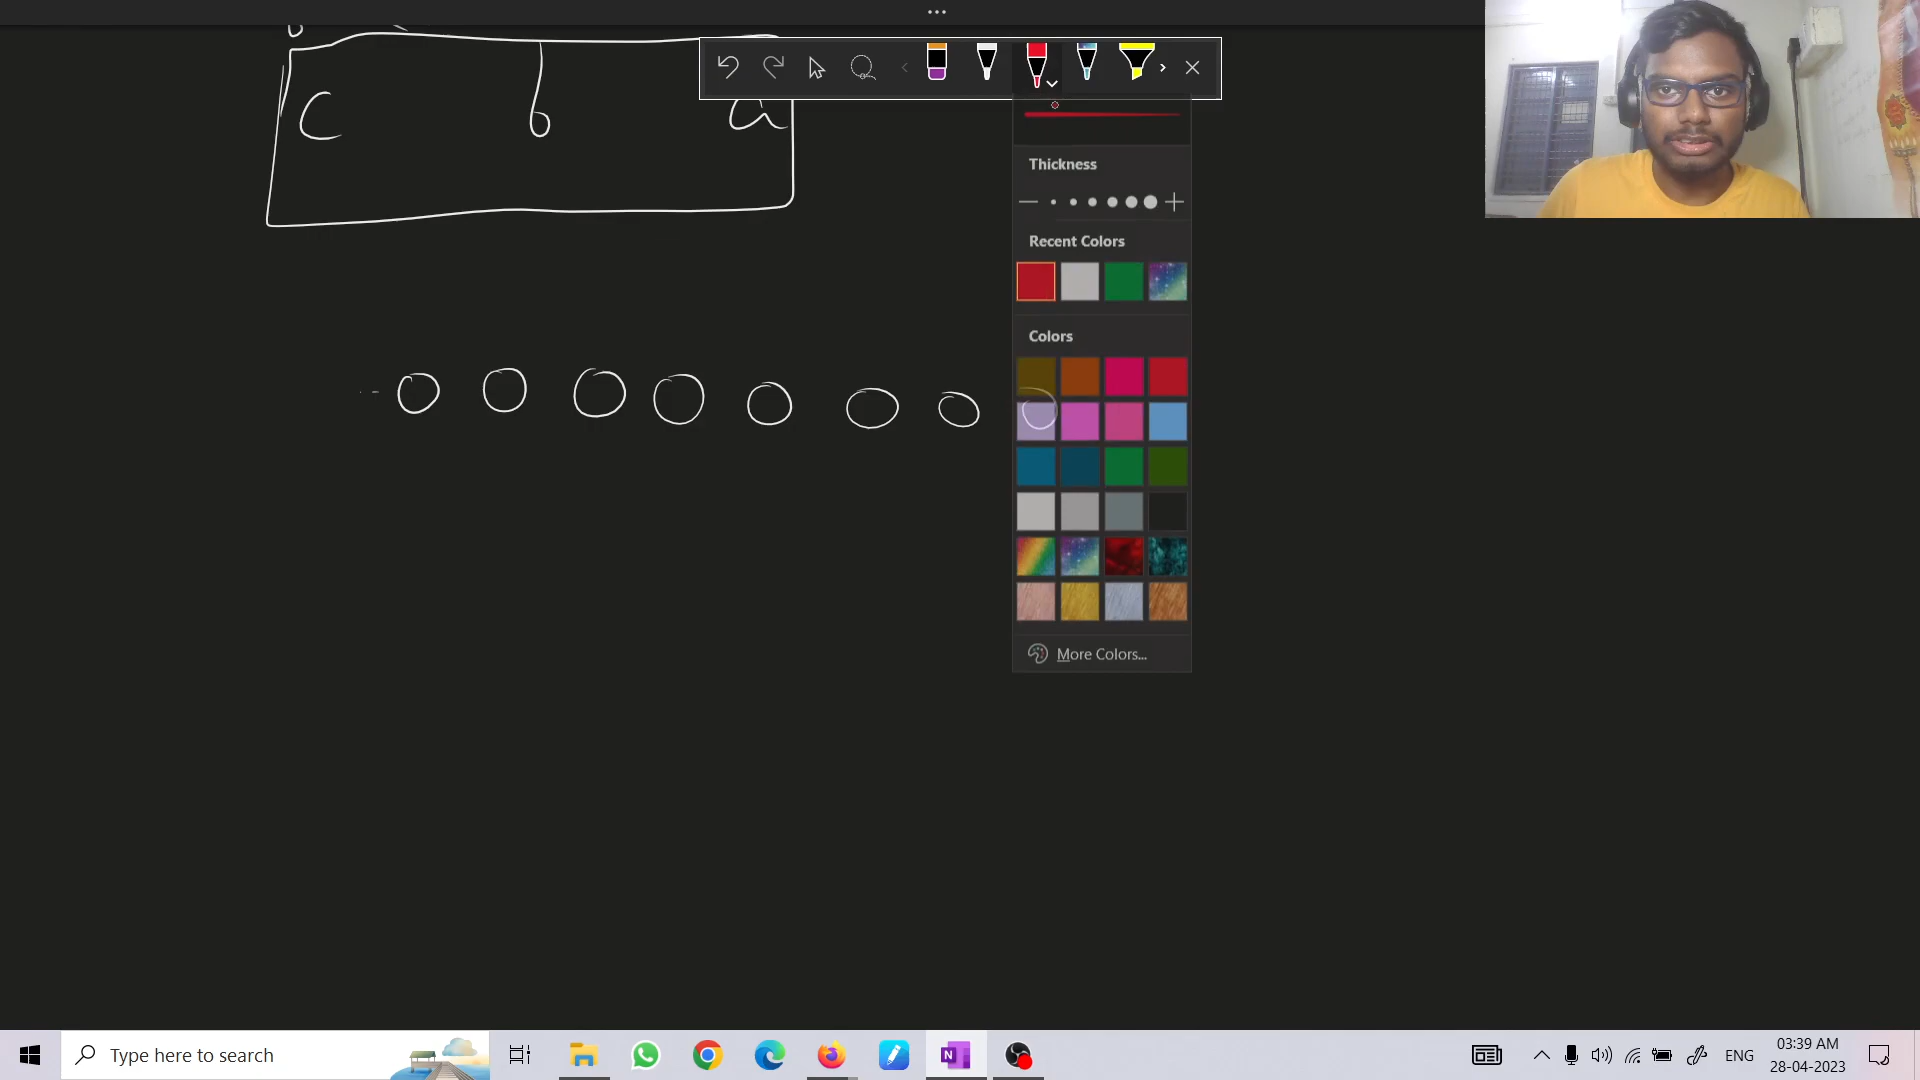 C b a
Thickness
Recent Colors
Colors
More Colors...
Type here to search
N
ENG
03:39 AM
28-04-2023